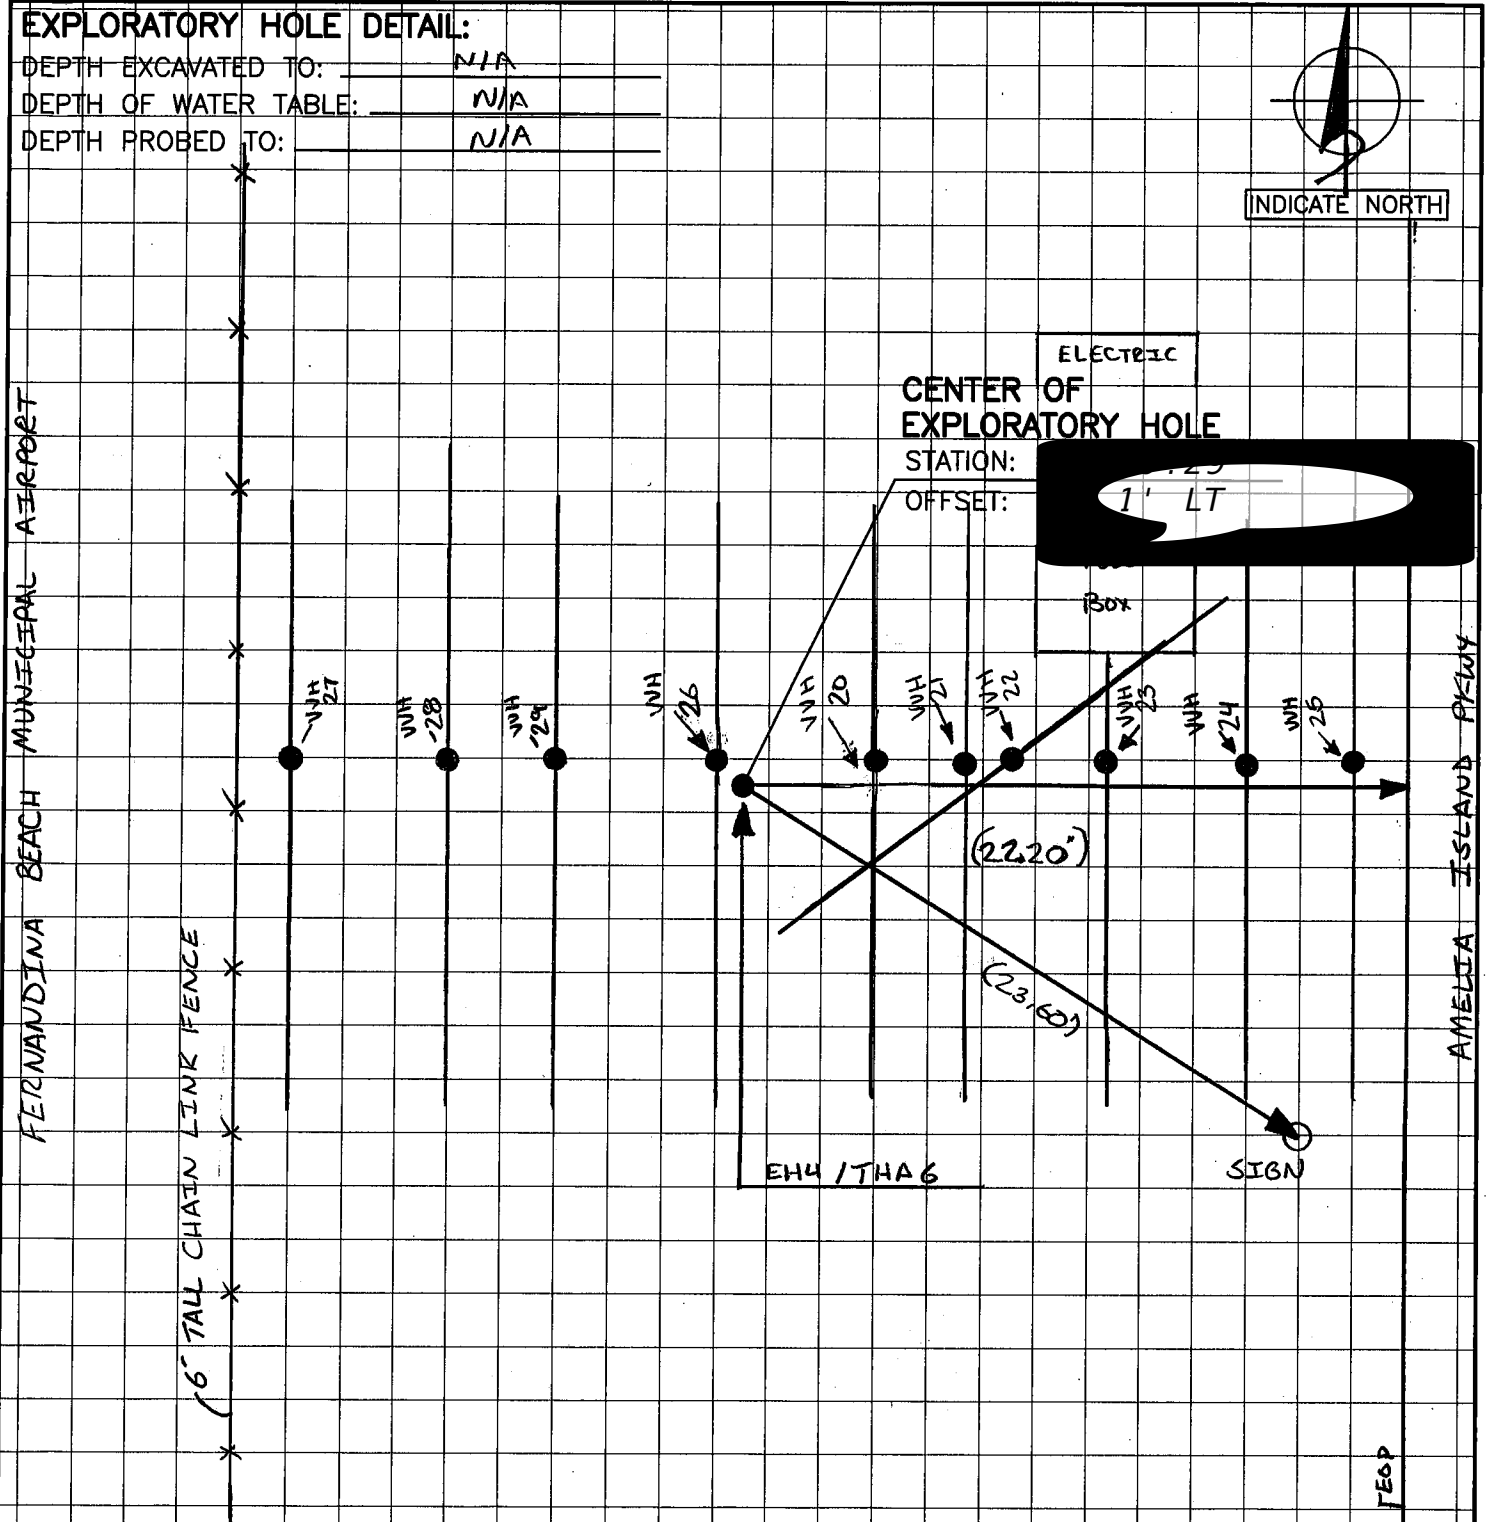 EXPLORATORY HOLE DETAIL:
DEPTH EXCAVATED TO: N/A
DEPTH OF WATER TABLE: N/A
DEPTH PROBED TO: N/A
INDICATE NORTH
ELECTRIC
CENTER OF
EXPLORATORY HOLE
STATION:
OFFSET: 1' LT
BOX
FERNANDINA BEACH MUNICIPAL AIRPORT
VVH
27
VVH
28
VVH
29
VVH
26
VVH
20
VVH
21
VVH
22
VVH
23
VVH
24
VVH
25
AMELIA ISLAND PKWY
(22.20')
(23.60)
6' TALL CHAIN LINK FENCE
EH4 / THA6
SIGN
EOP